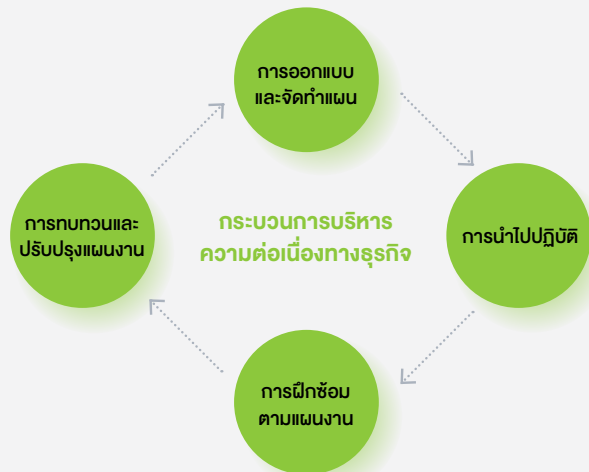 การออกแบบ
และจัดทำแผน
การทบทวนและ
ปรับปรุงแผนงาน
กระบวนการบริหาร
ความต่อเนื่องทางธุรกิจ
การนำไปปฏิบัติ
การฝึกซ้อม
ตามแผนงาน